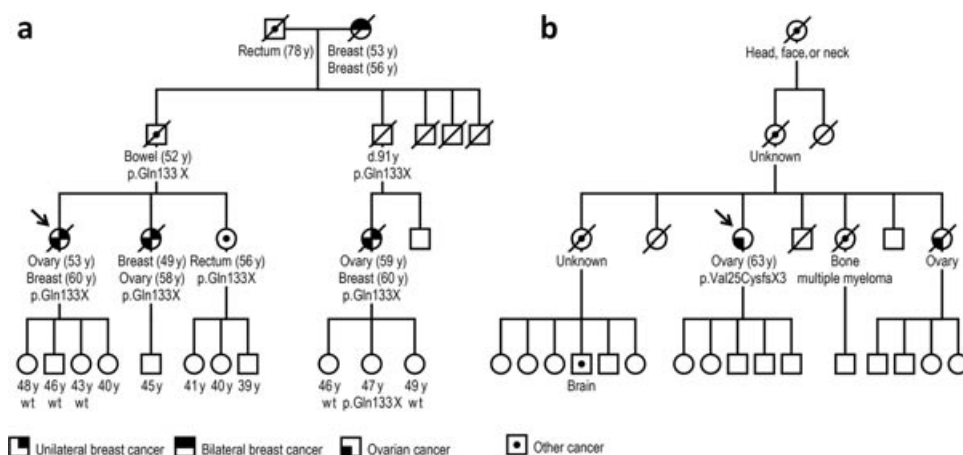 a
b
Rectum (78 y)
Breast (53 y)
Breast (56 y)
Head, face, or neck
Bowel (52 y)
p.Gln133 X
d.91y
p.Gln133X
Unknown
Ovary (53 y)
Breast (60 y)
p.Gln133X
Breast (49 y)
Ovary (58 y)
p.Gln133X
Rectum (56 y)
p.Gln133X
Ovary (59 y)
Breast (60 y)
p.Gln133X
Unknown
Ovary (63 y)
p.Val25CysfsX3
Bone
multiple myeloma
Ovary
48 y
wt
46 y
wt
43 y
wt
40 y
45 y
41 y
40 y
39 y
46 y
wt
47 y
p.Gln133X
49 y
wt
Brain
Unilateral breast cancer
Bilateral breast cancer
Ovarian cancer
Other cancer